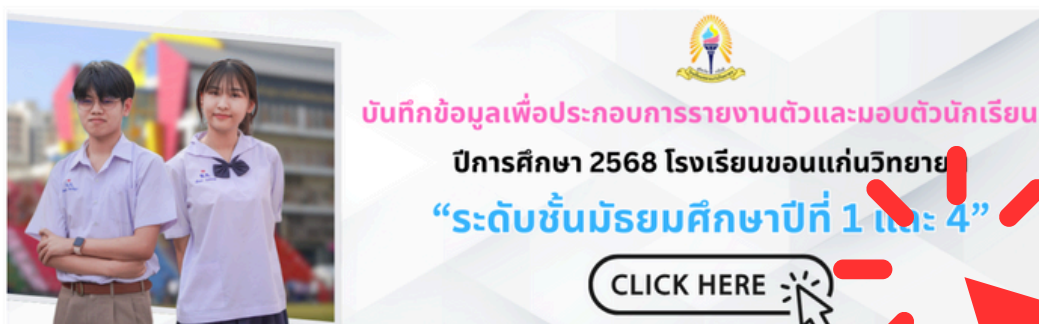 บันทึกข้อมูลเพื่อประกอบการรายงานตัวและมอบตัวนักเรียน
ปีการศึกษา 2568 โรงเรียนขอนแก่นวิทยายน
“ระดับชั้นมัธยมศึกษาปีที่ 1 และ 4”
CLICK HERE